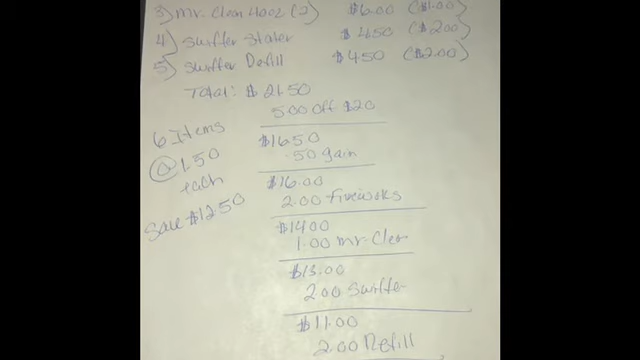 3) Mr. Clean 40oz (2) $6.00 ($1.00)
4) Swiffer Stater $4.50 ($2.00)
5) Swiffer Refill $4.50 ($2.00)
Total: $21.50
5.00 off $20
6 Items
$16.50
@ 1.50
.50 gain
each
$16.00
2.00 fireworks
Save $12.50
$14.00
1.00 Mr. Clean
$13.00
2.00 Swiffer
$11.00
2.00 Refill